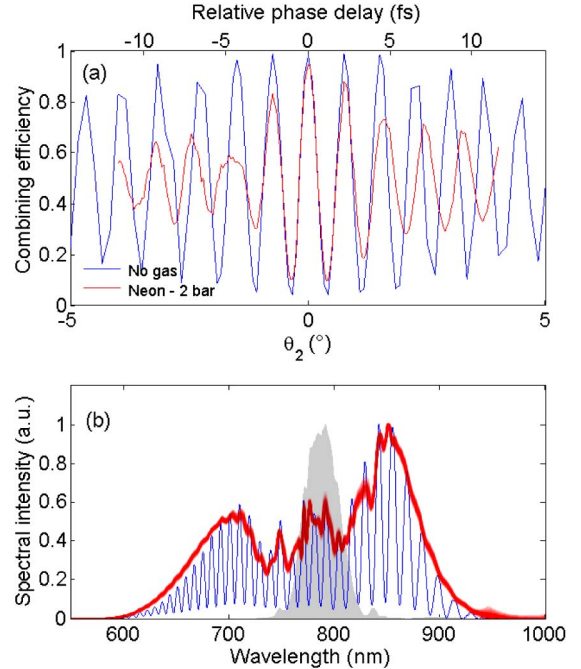 Relative phase delay (fs)
-10 -5 0 5 10
(a)
Combining efficiency
1
0.8
0.6
0.4
0.2
0
No gas
Neon - 2 bar
-5 0 5
θ2 (°)
(b)
Spectral intensity (a.u.)
1
0.8
0.6
0.4
0.2
0
600 700 800 900 1000
Wavelength (nm)